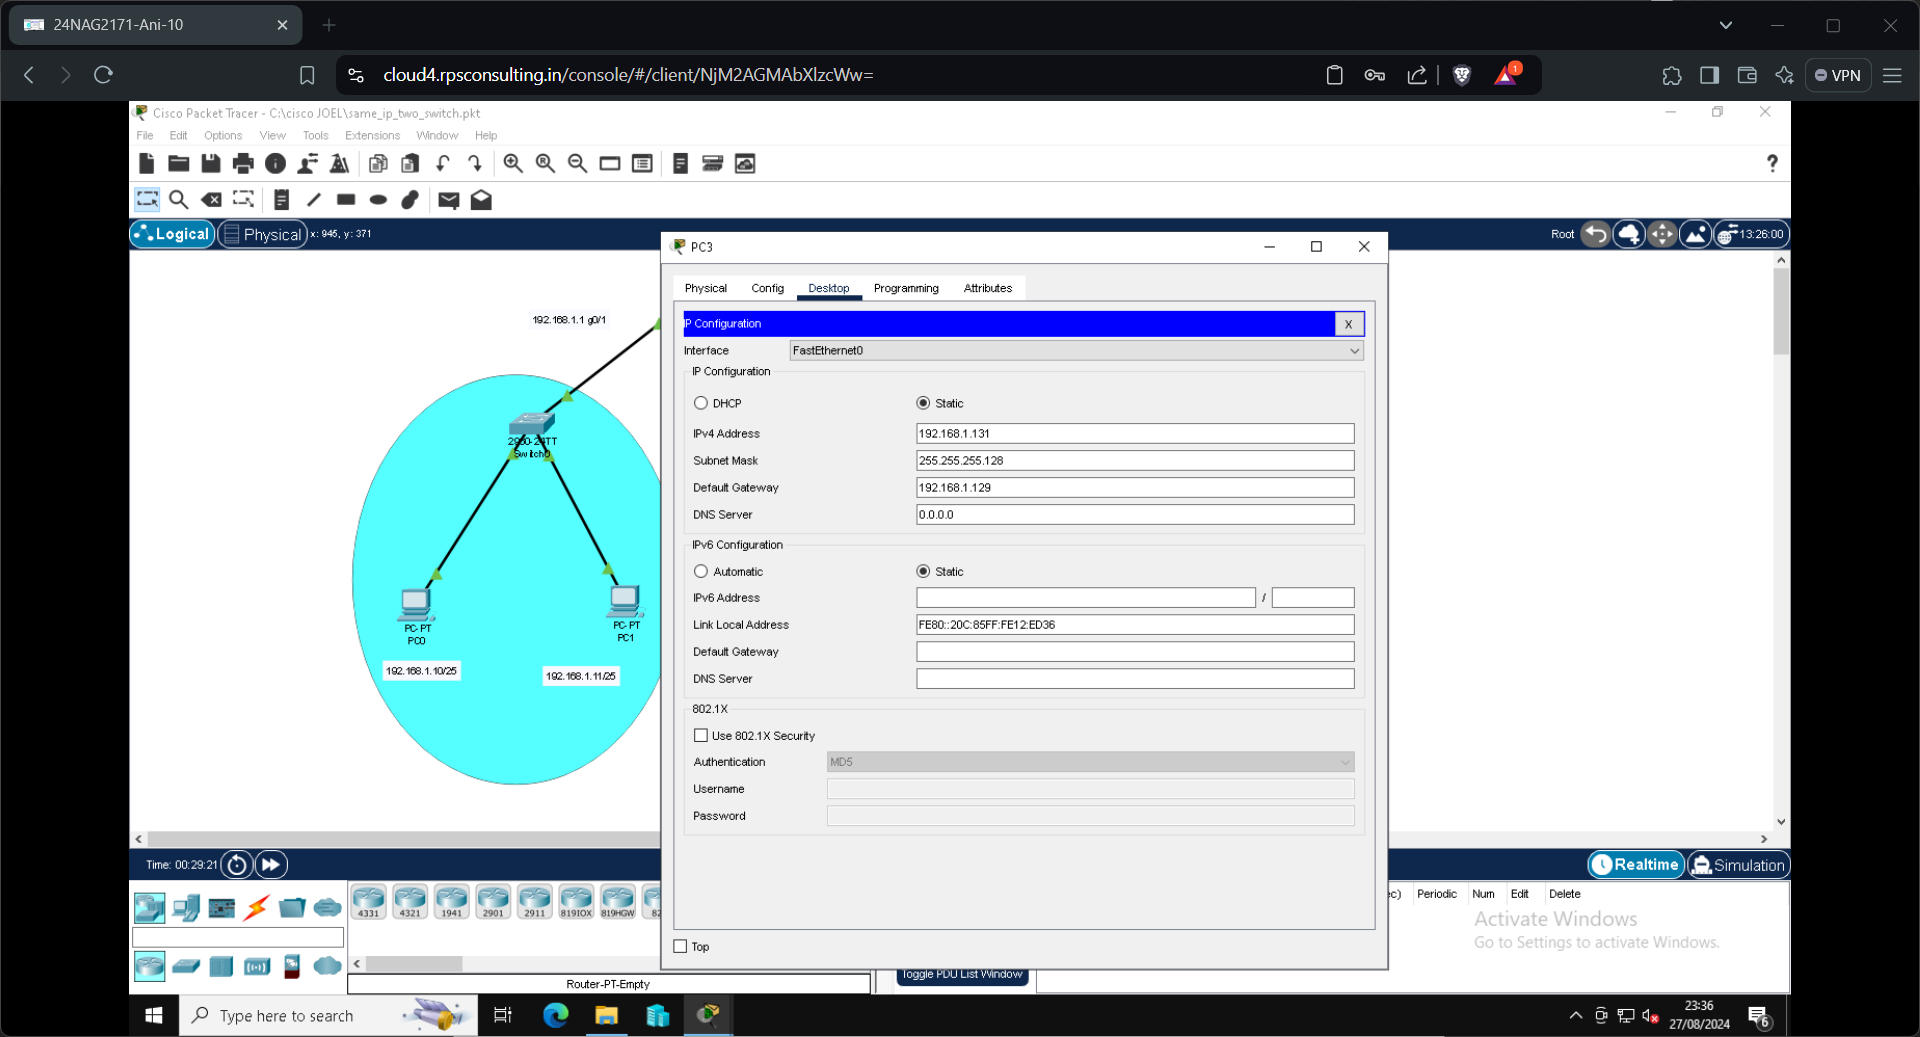 24NAG2171-Ani-10
cloud4.rpsconsulting.in/console/#/client/NjM2AGMAbXlzcWw=
1
VPN
Cisco Packet Tracer - C:\cisco JOEL\same_ip_two_switch.pkt
File Edit Options View Tools Extensions Window Help
?
Logical Physical x: 945, y: 371
Root 13:26:00
192.168.1.1 g0/1
2950-24TT
Switch0
PC-PT
PC0
PC-PT
PC1
192.168.1.10/25
192.168.1.11/25
PC3
Physical Config Desktop Programming Attributes
IP Configuration X
Interface FastEthernet0
IP Configuration
DHCP Static
IPv4 Address 192.168.1.131
Subnet Mask 255.255.255.128
Default Gateway 192.168.1.129
DNS Server 0.0.0.0
IPv6 Configuration
Automatic Static
IPv6 Address /
Link Local Address FE80::20C:85FF:FE12:ED36
Default Gateway
DNS Server
802.1X
Use 802.1X Security
Authentication MD5
Username
Password
Top
Time: 00:29:21
Realtime Simulation
4331 4321 1941 2901 2911 819IOX 819HGW 82
Router-PT-Empty
ec) Periodic Num Edit Delete
Toggle PDU List Window
Activate Windows
Go to Settings to activate Windows.
Type here to search
23:36
27/08/2024
6